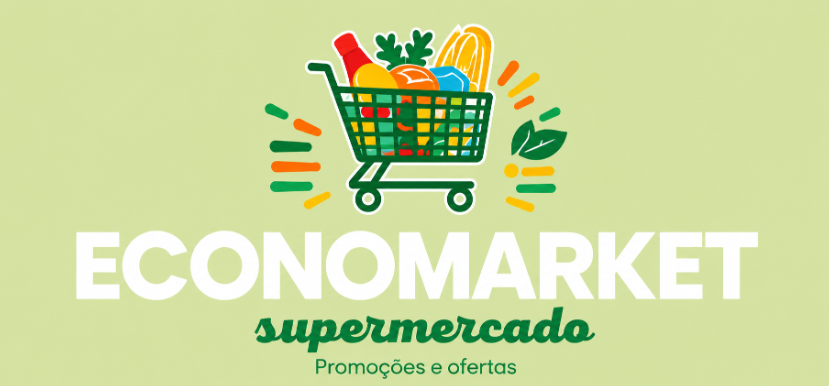 ECONOMARKET
supermercado
Promoções e ofertas